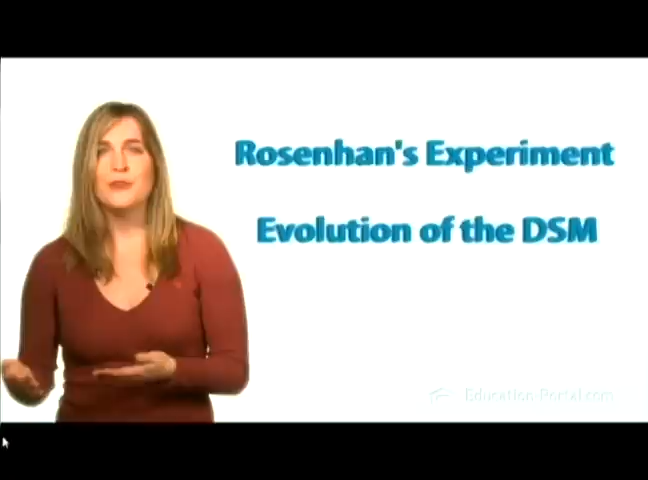 Rosenhan's Experiment
Evolution of the DSM
Education-Portal.com